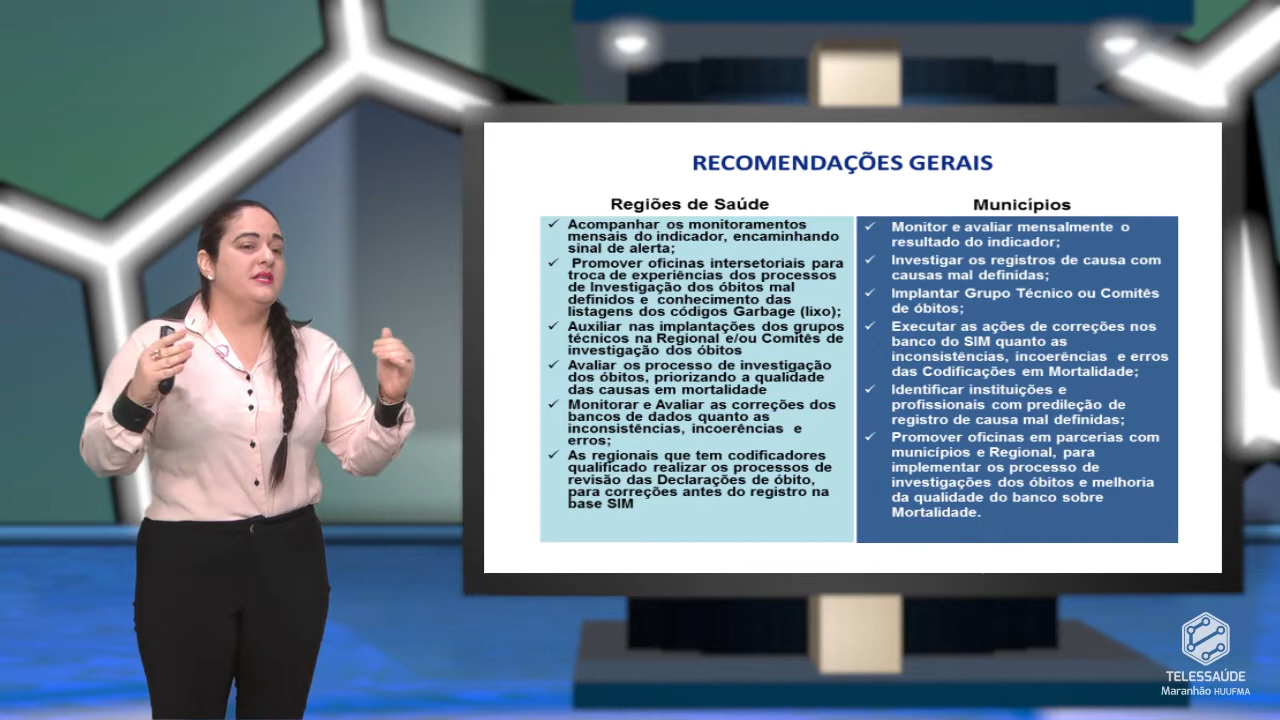 RECOMENDAÇÕES GERAIS
Regiões de Saúde
✓ Acompanhar os monitoramentos
mensais do indicador, encaminhando
sinal de alerta;
✓ Promover oficinas intersetoriais para
troca de experiências dos processos
de Investigação dos óbitos mal
definidos e conhecimento das
listagens dos códigos Garbage (lixo);
✓ Auxiliar nas implantações dos grupos
técnicos na Regional e/ou Comitês de
investigação dos óbitos
✓ Avaliar os processo de investigação
dos óbitos, priorizando a qualidade
das causas em mortalidade
✓ Monitorar e Avaliar as correções dos
bancos de dados quanto as
inconsistências, incoerências e
erros;
✓ As regionais que tem codificadores
qualificado realizar os processos de
revisão das Declarações de óbito,
para correções antes do registro na
base SIM
Municípios
✓ Monitor e avaliar mensalmente o
resultado do indicador;
✓ Investigar os registros de causa com
causas mal definidas;
✓ Implantar Grupo Técnico ou Comitês
de óbitos;
✓ Executar as ações de correções nos
banco do SIM quanto as
inconsistências, incoerências e erros
das Codificações em Mortalidade;
✓ Identificar instituições e
profissionais com predileção de
registro de causa mal definidas;
✓ Promover oficinas em parcerias com
municípios e Regional, para
implementar os processo de
investigações dos óbitos e melhoria
da qualidade do banco sobre
Mortalidade.
TELESSAÚDE
Maranhão HUUFMA